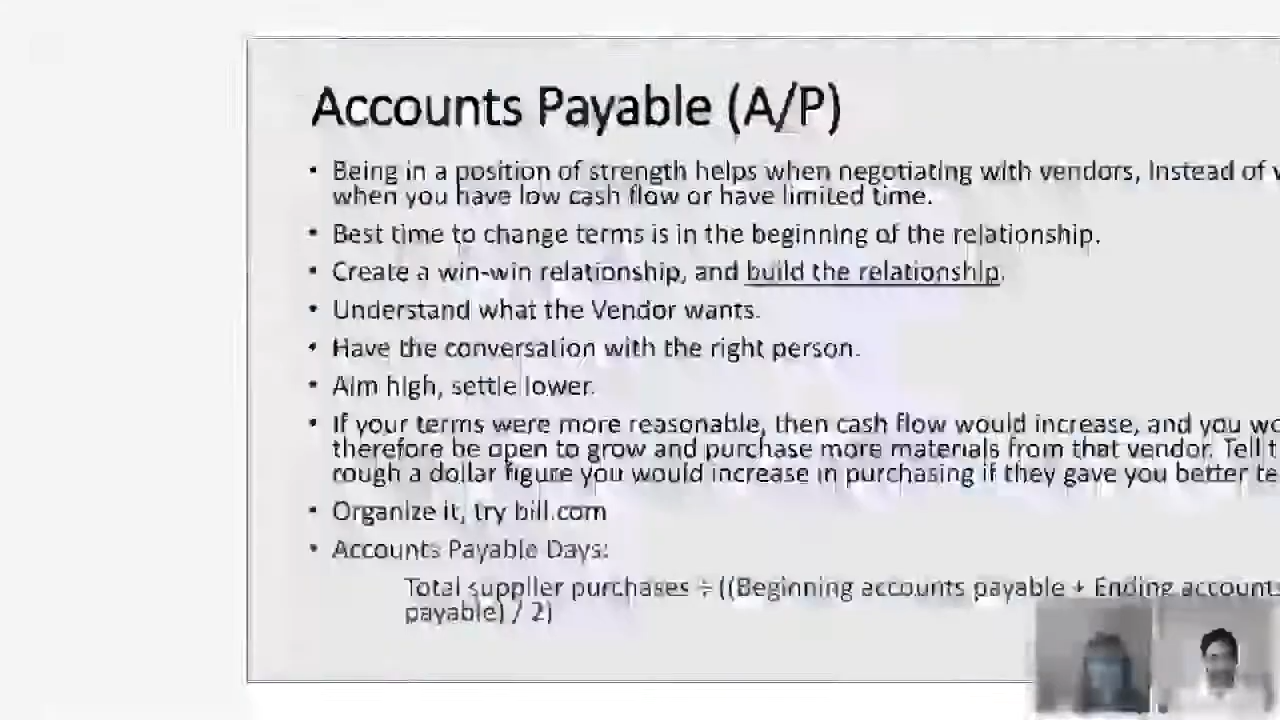 Accounts Payable (A/P)
• Being in a position of strength helps when negotiating with vendors, Instead of
when you have low cash flow or have limited time.
• Best time to change terms is in the beginning of the relationship.
• Create a win-win relationship, and build the relationship.
• Understand what the Vendor wants.
• Have the conversation with the right person.
• Aim high, settle lower.
• If your terms were more reasonable, then cash flow would increase, and you
therefore be open to grow and purchase more materials from that vendor. Tell
rough a dollar figure you would increase in purchasing if they gave you better
• Organize it, try bill.com
• Accounts Payable Days:
Total supplier purchases ÷ ((Beginning accounts payable + Ending accounts
payable) / 2)